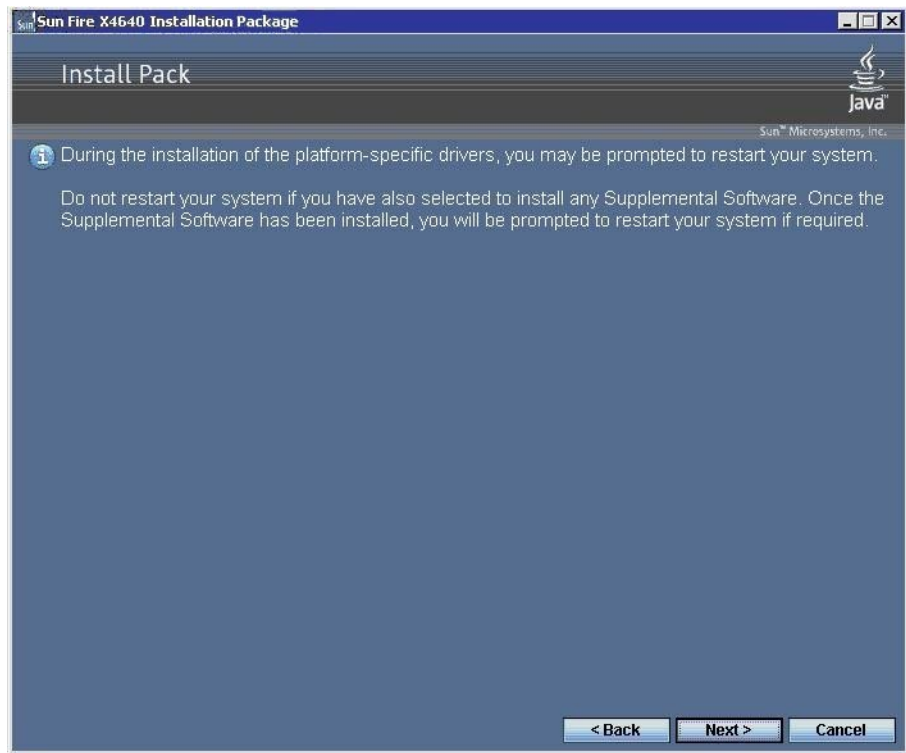 Sun Sun Fire X4640 Installation Package
Install Pack
Java™
Sun™ Microsystems, Inc.
During the installation of the platform-specific drivers, you may be prompted to restart your system.
Do not restart your system if you have also selected to install any Supplemental Software. Once the
Supplemental Software has been installed, you will be prompted to restart your system if required.
< Back Next > Cancel